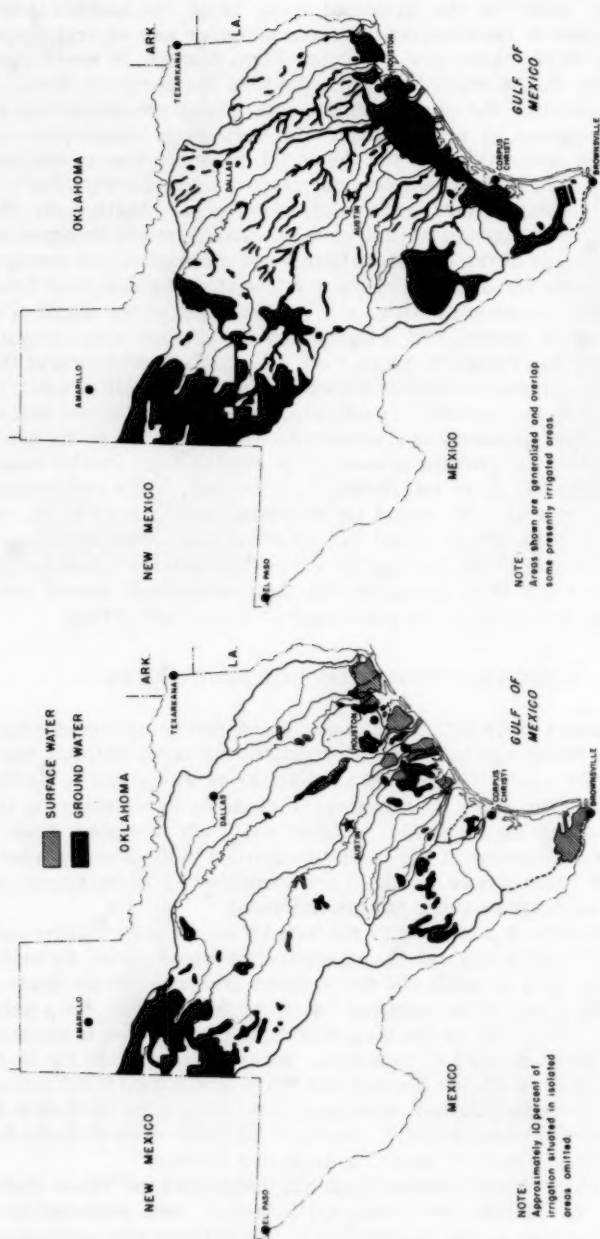 SURFACE WATER
GROUND WATER
OKLAHOMA
AMARILLO
NEW MEXICO
ARK.
TEXARKANA
LA.
DALLAS
EL PASO
AUSTIN
HOUSTON
MEXICO
CORPUS
CHRISTI
GULF OF
MEXICO
BROWNSVILLE
NOTE:
Approximately 10 percent of
irrigation situated in isolated
areas omitted.
OKLAHOMA
AMARILLO
NEW MEXICO
ARK.
TEXARKANA
LA.
DALLAS
EL PASO
AUSTIN
HOUSTON
MEXICO
CORPUS
CHRISTI
GULF OF
MEXICO
BROWNSVILLE
NOTE:
Areas shown are generalized and overlap
some presently irrigated areas.